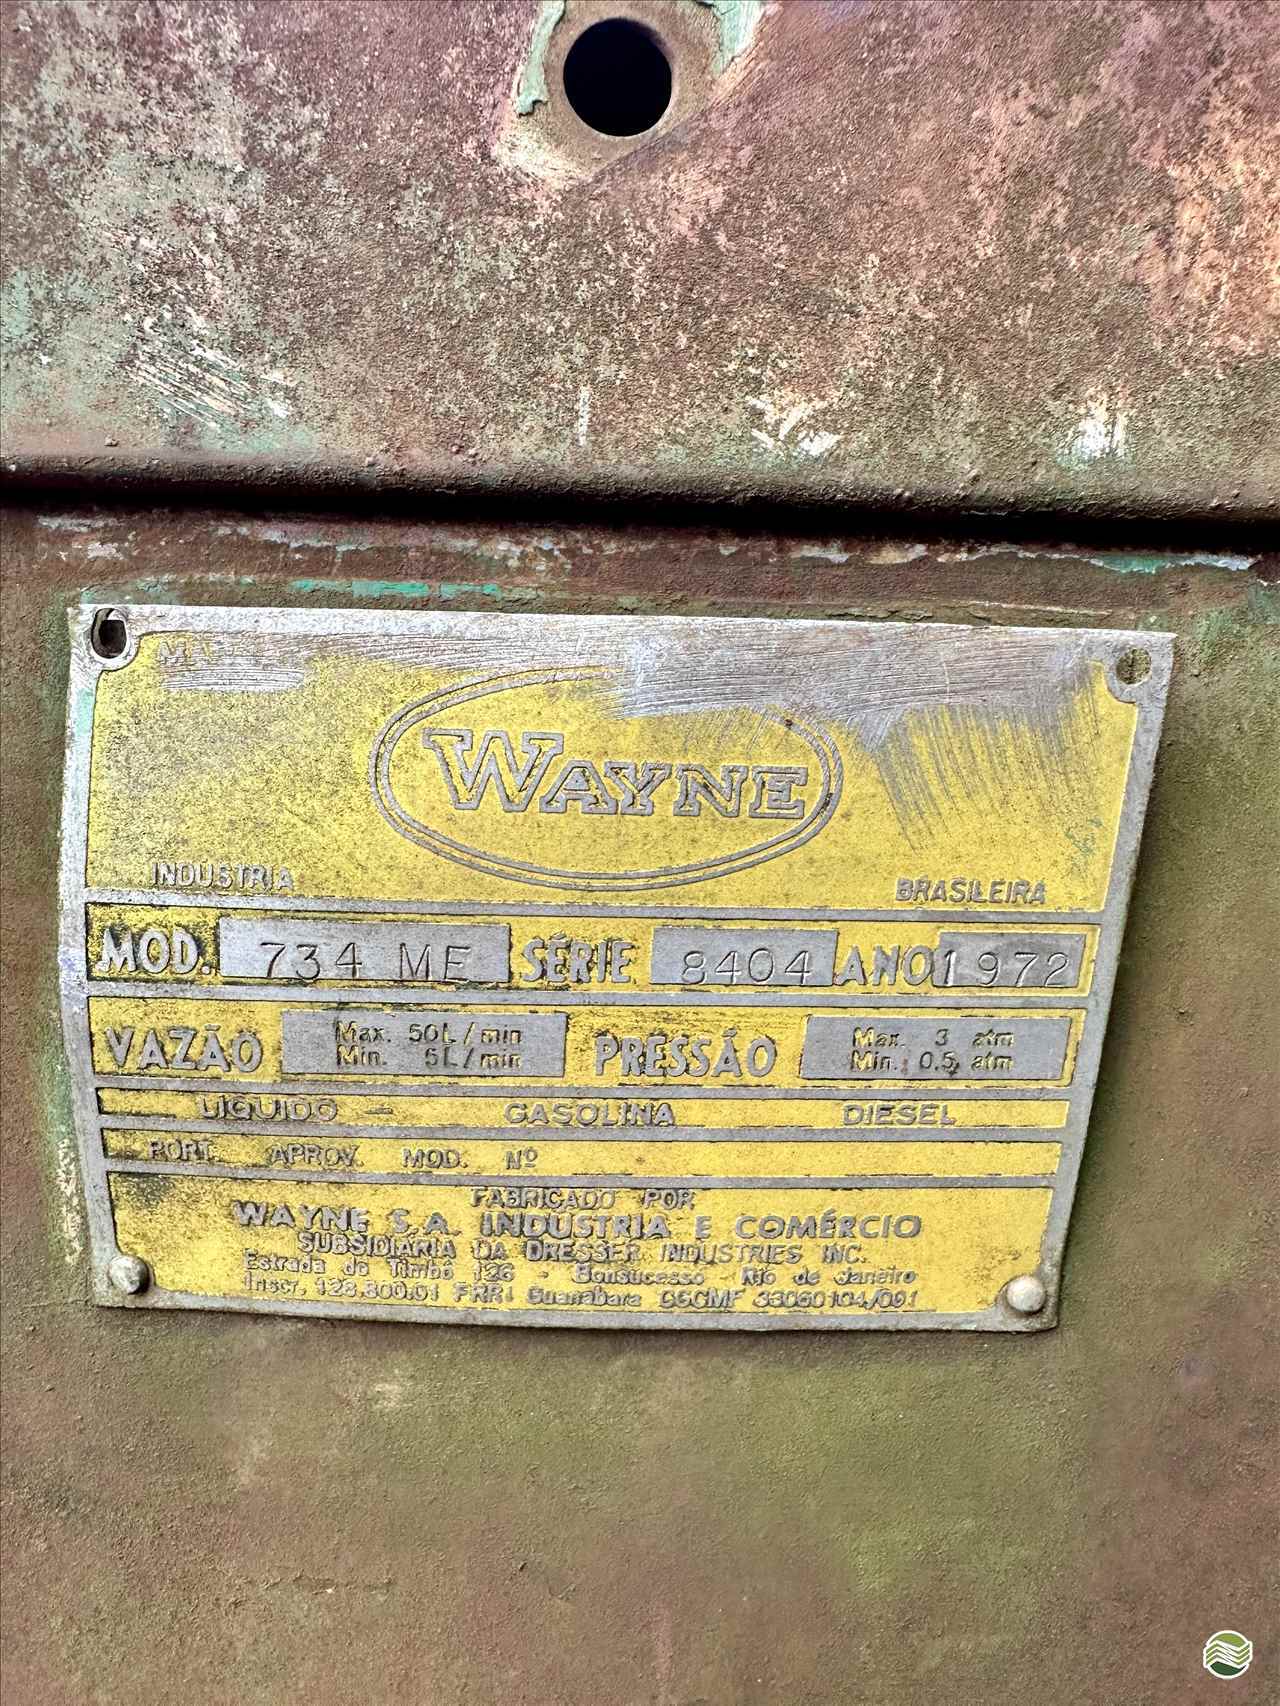 WAYNE
INDUSTRIA BRASILEIRA
MOD. 734 ME SÉRIE 8404 ANO 1972
VAZÃO Max. 50L/min PRESSÃO Max. 3 atm
Min. 5L/min Min. 0.5 atm
LIQUIDO — GASOLINA DIESEL
PORT. APROV. MOD. Nº
FABRICADO POR
WAYNE S.A. INDUSTRIA E COMÉRCIO
SUBSIDIÁRIA DA DRESSER INDUSTRIES INC.
Estrada do Timbó 126 - Bonsucesso - Rio de Janeiro
Inscr. 128.800.01 FRRI Guanabara CGCMF 33060104/091